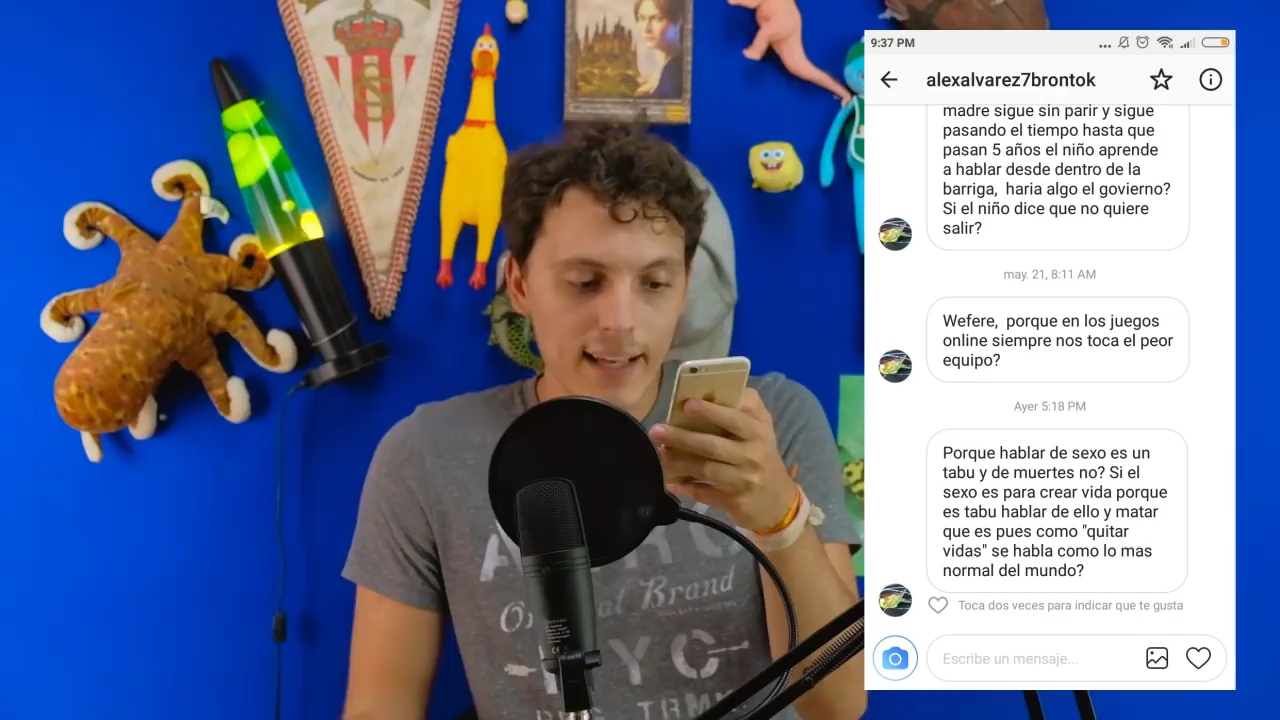 9:37 PM
alexalvarez7brontok
madre sigue sin parir y sigue
pasando el tiempo hasta que
pasan 5 años el niño aprende
a hablar desde dentro de la
barriga, haria algo el govierno?
Si el niño dice que no quiere
salir?
may. 21, 8:11 AM
Wefere, porque en los juegos
online siempre nos toca el peor
equipo?
Ayer 5:18 PM
Porque hablar de sexo es un
tabu y de muertes no? Si el
sexo es para crear vida porque
es tabu hablar de ello y matar
que es pues como "quitar
vidas" se habla como lo mas
normal del mundo?
Toca dos veces para indicar que te gusta
Escribe un mensaje...
Brand
NYC
TRMK